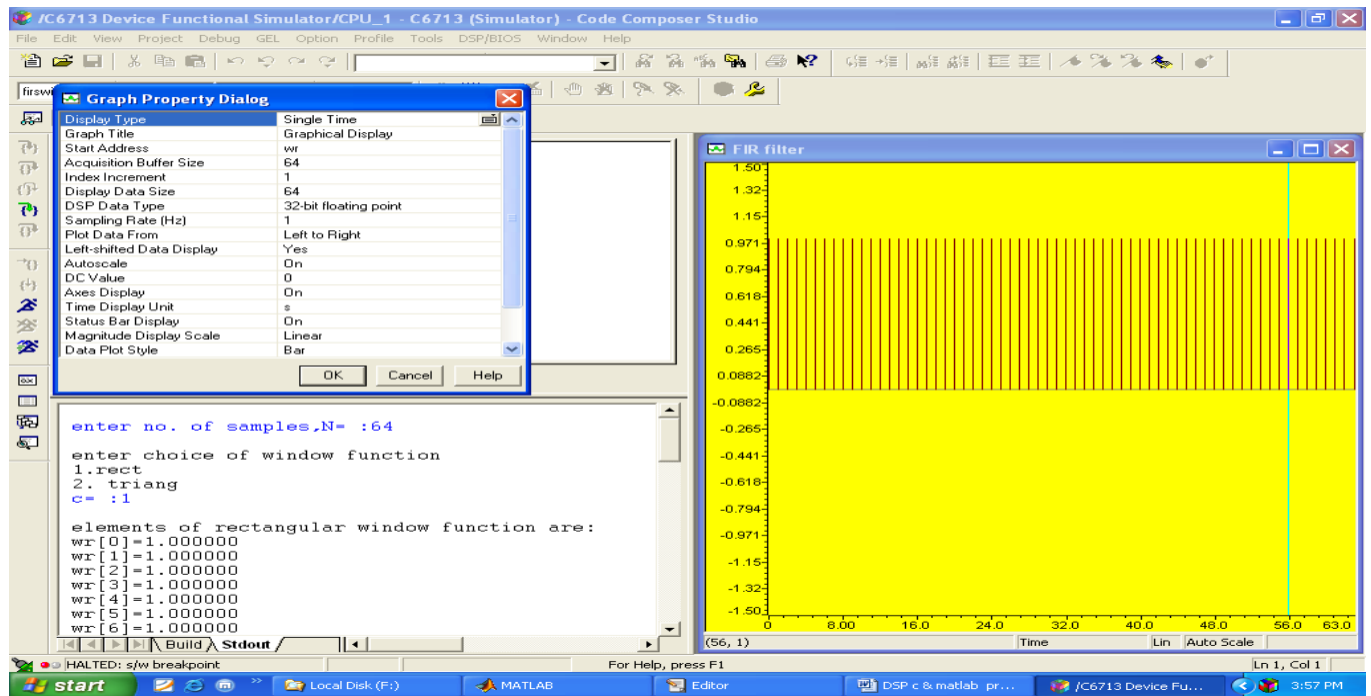 /C6713 Device Functional Simulator/CPU_1 - C6713 (Simulator) - Code Composer Studio
File Edit View Project Debug GEL Option Profile Tools DSP/BIOS Window Help
firswi
Graph Property Dialog
Display Type Single Time
Graph Title Graphical Display
Start Address wr
Acquisition Buffer Size 64
Index Increment 1
Display Data Size 64
DSP Data Type 32-bit floating point
Sampling Rate (Hz) 1
Plot Data From Left to Right
Left-shifted Data Display Yes
Autoscale On
DC Value 0
Axes Display On
Time Display Unit s
Status Bar Display On
Magnitude Display Scale Linear
Data Plot Style Bar
OK Cancel Help
enter no. of samples,N= :64
enter choice of window function
1.rect
2. triang
c= :1
elements of rectangular window function are:
wr[0]=1.000000
wr[1]=1.000000
wr[2]=1.000000
wr[3]=1.000000
wr[4]=1.000000
wr[5]=1.000000
wr[6]=1.000000
Build Stdout
FIR filter
1.50
1.32
1.15
0.971
0.794
0.618
0.441
0.265
0.0882
-0.0882
-0.265
-0.441
-0.618
-0.794
-0.971
-1.15
-1.32
-1.50
0 8.00 16.0 24.0 32.0 40.0 48.0 56.0 63.0
(56, 1) Time Lin Auto Scale
HALTED: s/w breakpoint For Help, press F1 Ln 1, Col 1
start Local Disk (F:) MATLAB Editor DSP c & matlab pr... /C6713 Device Fu... 3:57 PM